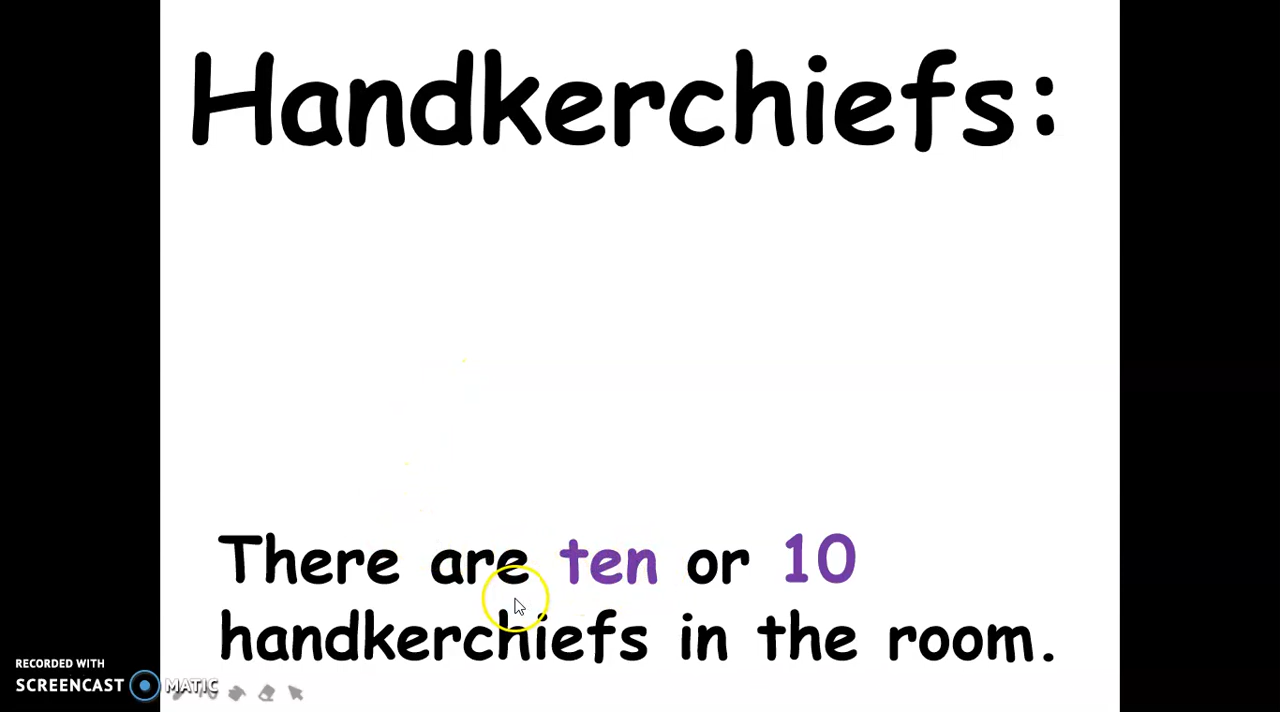 Handkerchiefs:
There are ten or 10
handkerchiefs in the room.
RECORDED WITH
SCREENCAST MATIC